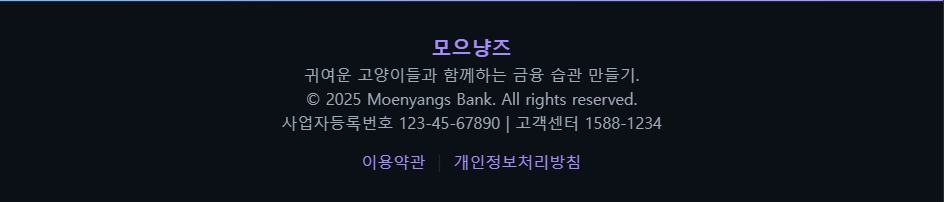 모으냥즈
귀여운 고양이들과 함께하는 금융 습관 만들기.
© 2025 Moenyangs Bank. All rights reserved.
사업자등록번호 123-45-67890 | 고객센터 1588-1234
이용약관 | 개인정보처리방침